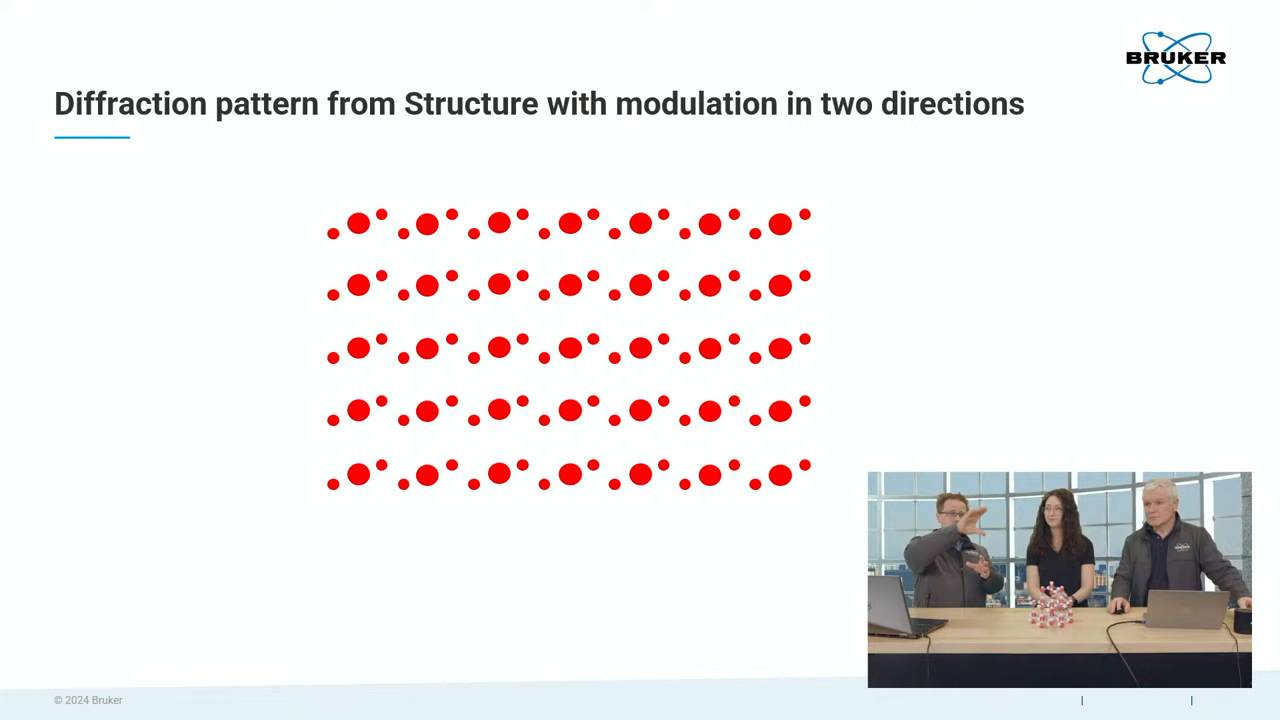 BRUKER
Diffraction pattern from Structure with modulation in two directions
© 2024 Bruker